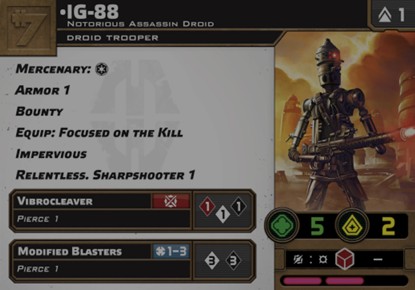 •IG-88
Notorious Assassin Droid
Droid Trooper
1
Mercenary:
Armor 1
Bounty
Equip: Focused on the Kill
Impervious
Relentless. Sharpshooter 1
Vibrocleaver
Pierce 1
1 1 1
5 2
Modified Blasters 1-3
Pierce 1
3 3
: –